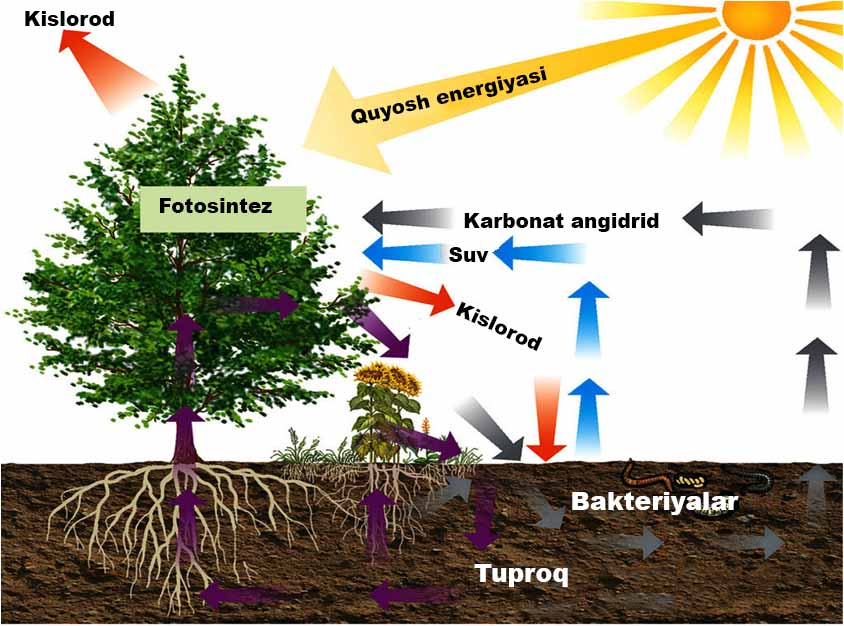 Kislorod
Quyosh energiyasi
Fotosintez
Karbonat angidrid
Suv
Kislorod
Bakteriyalar
Tuproq